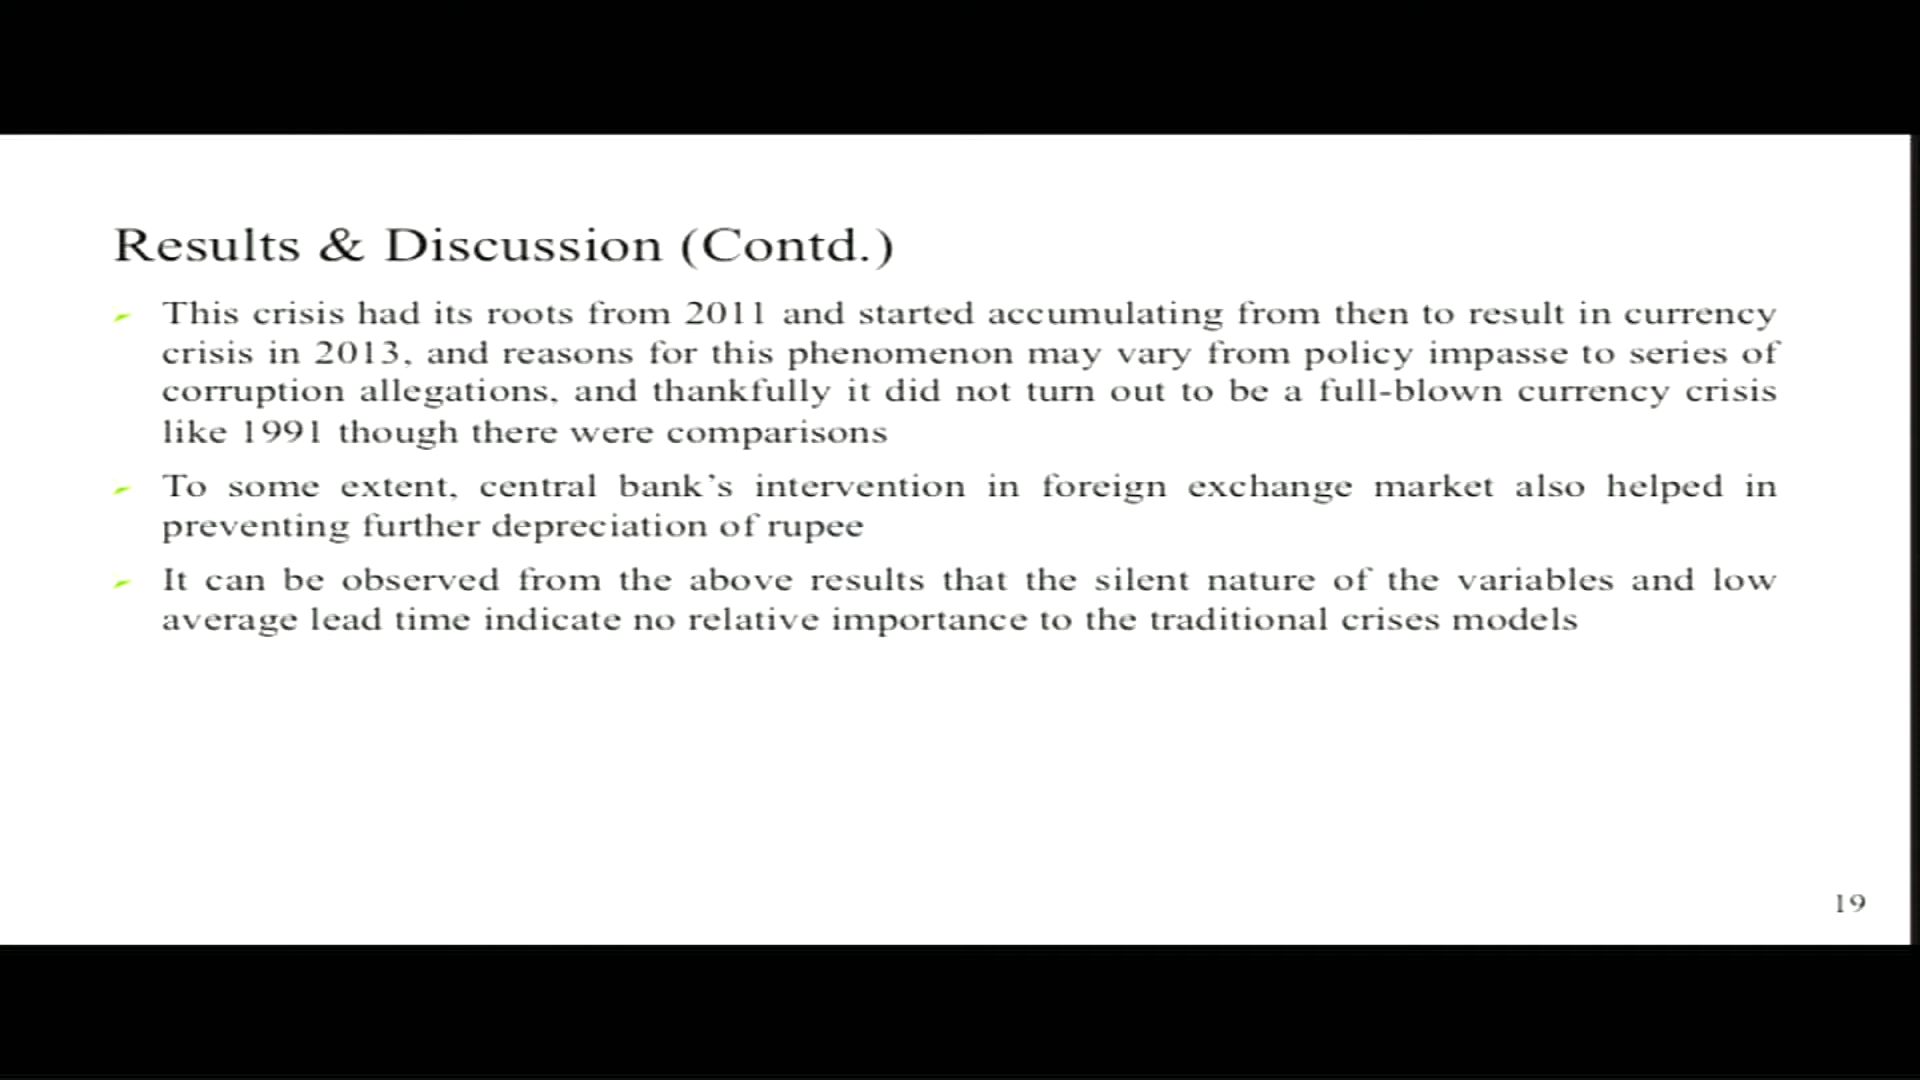 Results & Discussion (Contd.)
This crisis had its roots from 2011 and started accumulating from then to result in currency
crisis in 2013, and reasons for this phenomenon may vary from policy impasse to series of
corruption allegations, and thankfully it did not turn out to be a full-blown currency crisis
like 1991 though there were comparisons
To some extent, central bank's intervention in foreign exchange market also helped in
preventing further depreciation of rupee
It can be observed from the above results that the silent nature of the variables and low
average lead time indicate no relative importance to the traditional crises models
19